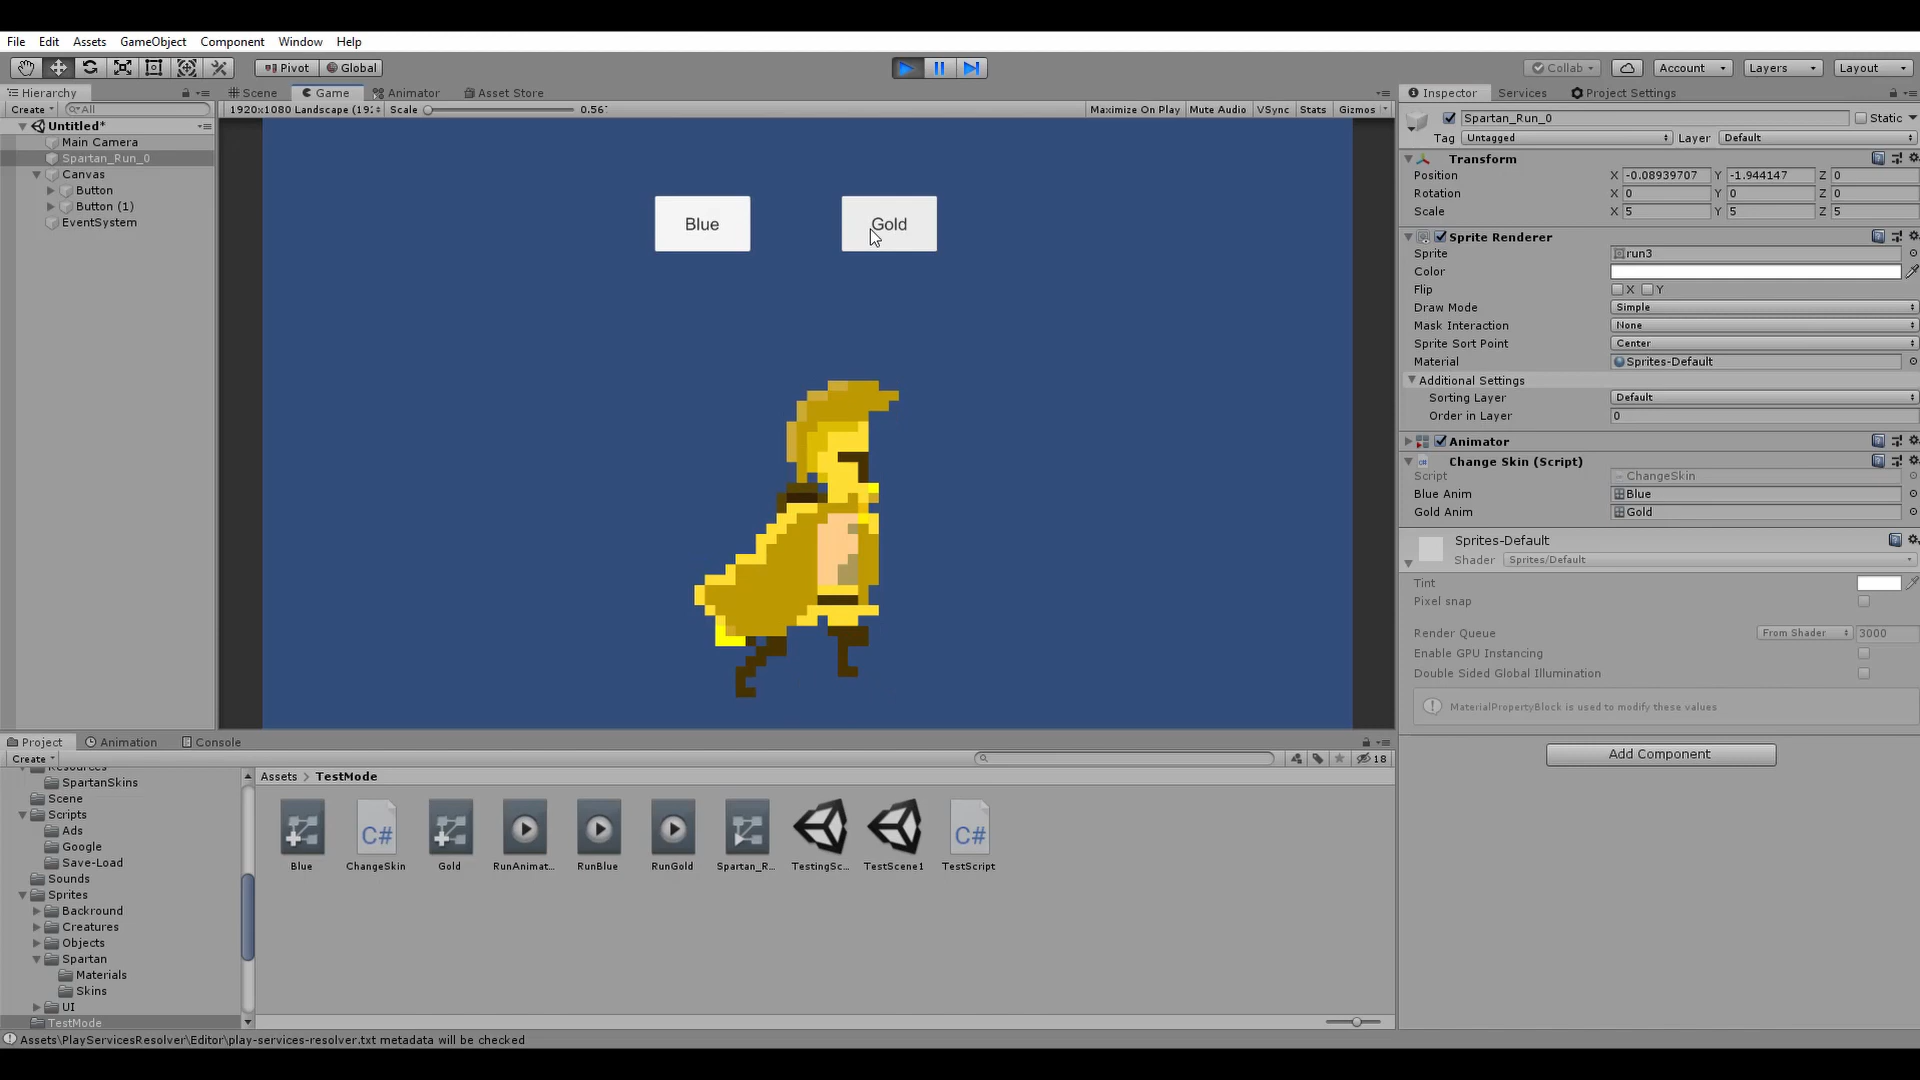 File Edit Assets GameObject Component Window Help
Pivot Global Collab Account Layers Layout
Hierarchy
Create All
Untitled*
Main Camera
Spartan_Run_0
Canvas
Button
Button (1)
EventSystem
Scene Game Animator Asset Store
1920x1080 Landscape (192 Scale 0.56 Maximize On Play Mute Audio VSync Stats Gizmos
Blue Gold
Inspector Services Project Settings
Spartan_Run_0 Static
Tag Untagged Layer Default
Transform
Position X -0.08939707 Y -1.944147 Z 0
Rotation X 0 Y 0 Z 0
Scale X 5 Y 5 Z 5
Sprite Renderer
Sprite run3
Color
Flip X Y
Draw Mode Simple
Mask Interaction None
Sprite Sort Point Center
Material Sprites-Default
Additional Settings
Sorting Layer Default
Order in Layer 0
Animator
Change Skin (Script)
Script ChangeSkin
Blue Anim Blue
Gold Anim Gold
Sprites-Default
Shader Sprites/Default
Tint
Pixel snap
Render Queue From Shader 3000
Enable GPU Instancing
Double Sided Global Illumination
MaterialPropertyBlock is used to modify these values
Add Component
Project Animation Console
Create 18
Resources
SpartanSkins
Scene
Scripts
Ads
Google
Save-Load
Sounds
Sprites
Backround
Creatures
Objects
Spartan
Materials
Skins
UI
TestMode
Assets > TestMode
Blue ChangeSkin Gold RunAnimat... RunBlue RunGold Spartan_R... TestingSc... TestScene1 TestScript
C# C#
Assets\PlayServicesResolver\Editor\play-services-resolver.txt metadata will be checked